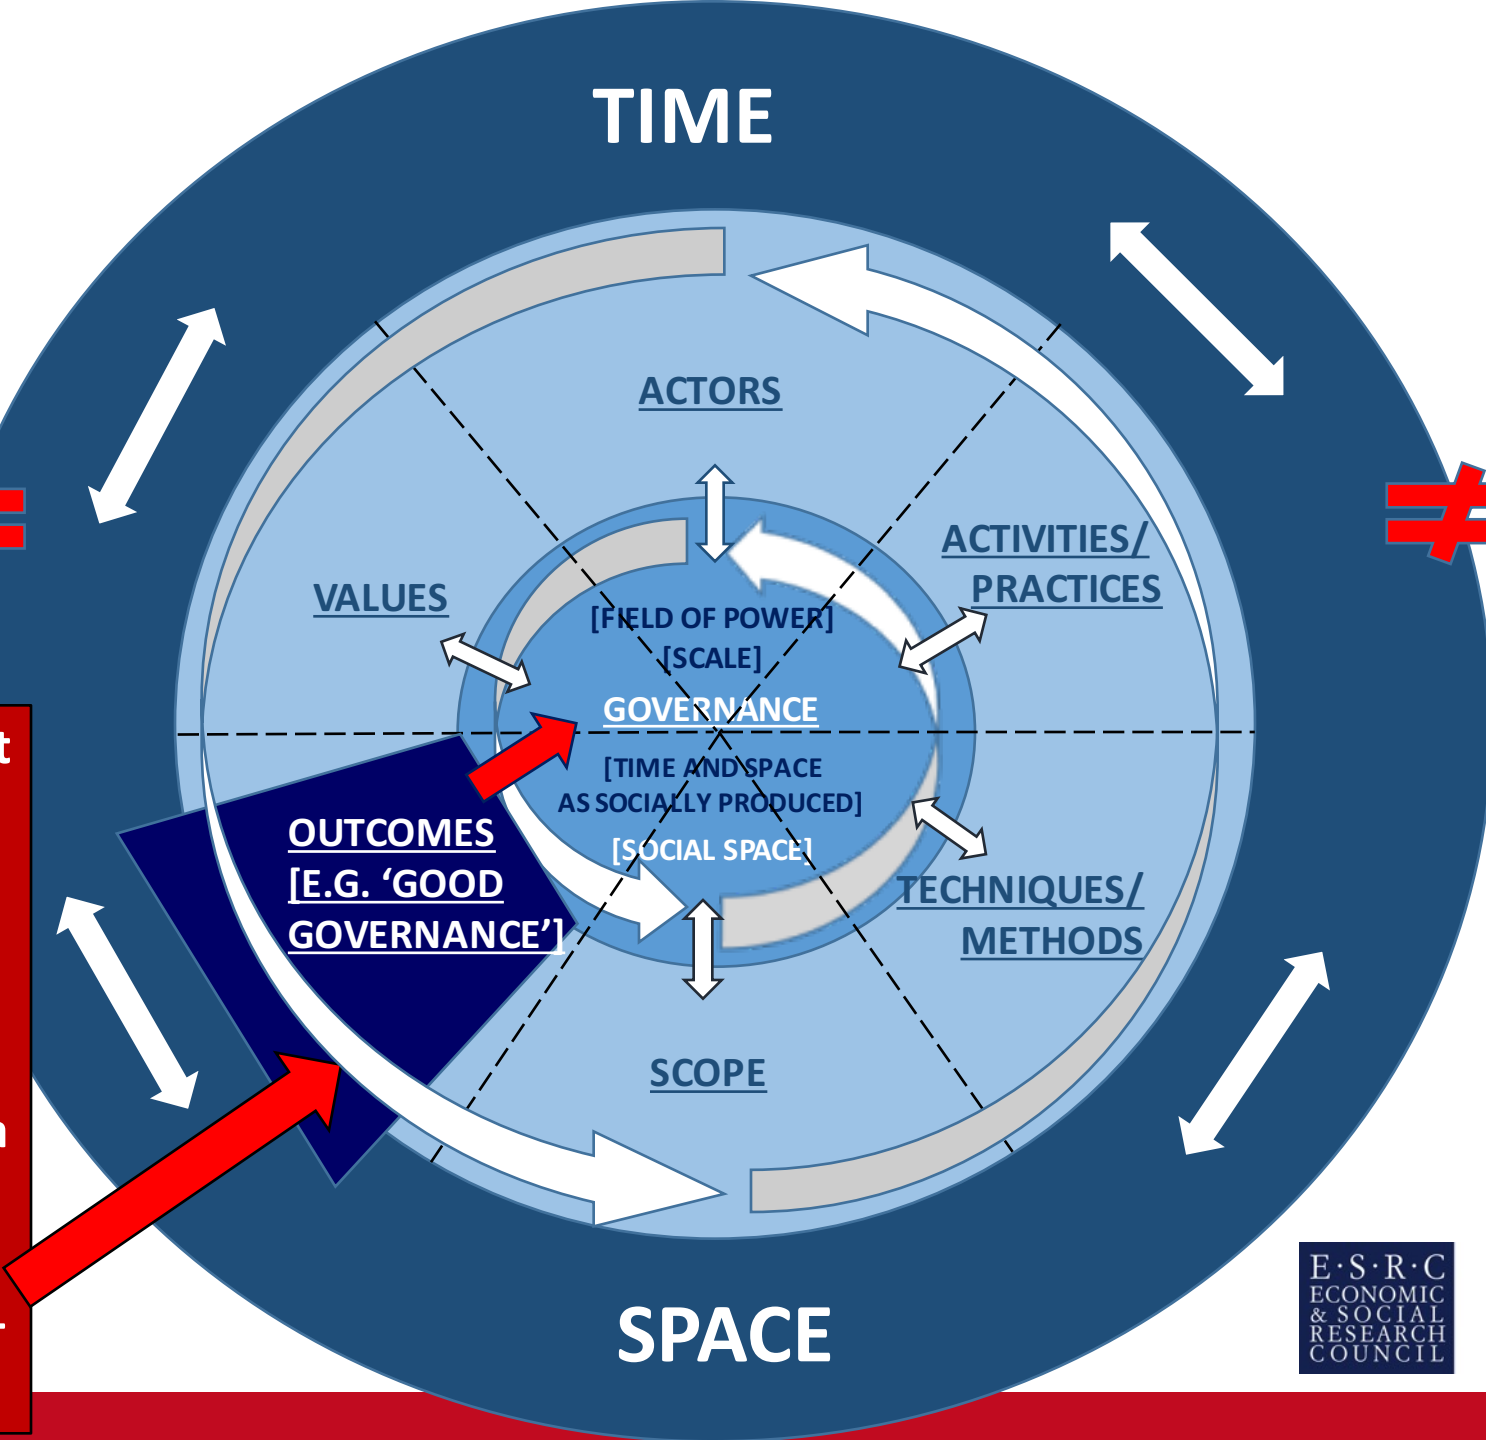 TIME
ACTORS
ACTIVITIES/
PRACTICES
VALUES
[FIELD OF POWER]
[SCALE]
GOVERNANCE
[TIME AND SPACE
AS SOCIALLY PRODUCED]
[SOCIAL SPACE]
OUTCOMES
[E.G. ‘GOOD
GOVERNANCE’]
TECHNIQUES/
METHODS
SCOPE
SPACE
E·S·R·C
ECONOMIC
& SOCIAL
RESEARCH
COUNCIL
=
≠
t